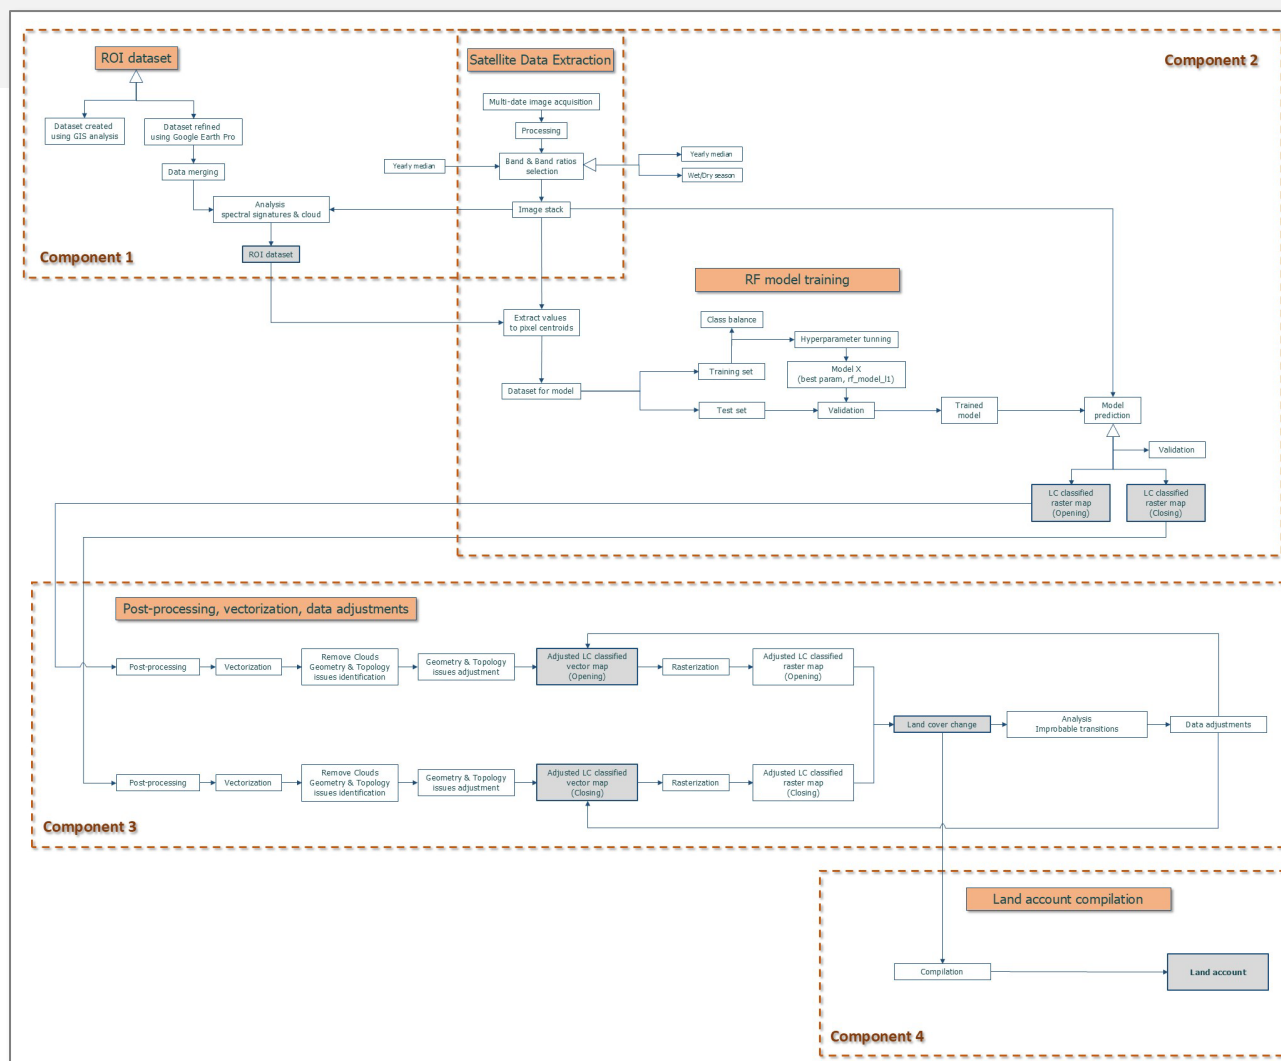 ROI dataset
Dataset created
using GIS analysis
Dataset refined
using Google Earth Pro
Data merging
Analysis
spectral signatures & cloud
ROI dataset
Component 1
Satellite Data Extraction
Component 2
Multi-date image acquisition
Processing
Yearly median
Band & Band ratios
selection
Yearly median
Wet/Dry season
Image stack
RF model training
Extract values
to pixel centroids
Dataset for model
Class balance
Hyperparameter tunning
Training set
Model X
(best param, rf_model_l1)
Test set
Validation
Trained
model
Model
prediction
Validation
LC classified
raster map
(Opening)
LC classified
raster map
(Closing)
Post-processing, vectorization, data adjustments
Post-processing
Vectorization
Remove Clouds
Geometry & Topology
issues identification
Geometry & Topology
issues adjustment
Adjusted LC classified
vector map
(Opening)
Rasterization
Adjusted LC classified
raster map
(Opening)
Land cover change
Analysis
Improbable transitions
Data adjustments
Post-processing
Vectorization
Remove Clouds
Geometry & Topology
issues identification
Geometry & Topology
issues adjustment
Adjusted LC classified
vector map
(Closing)
Rasterization
Adjusted LC classified
raster map
(Closing)
Component 3
Land account compilation
Compilation
Land account
Component 4